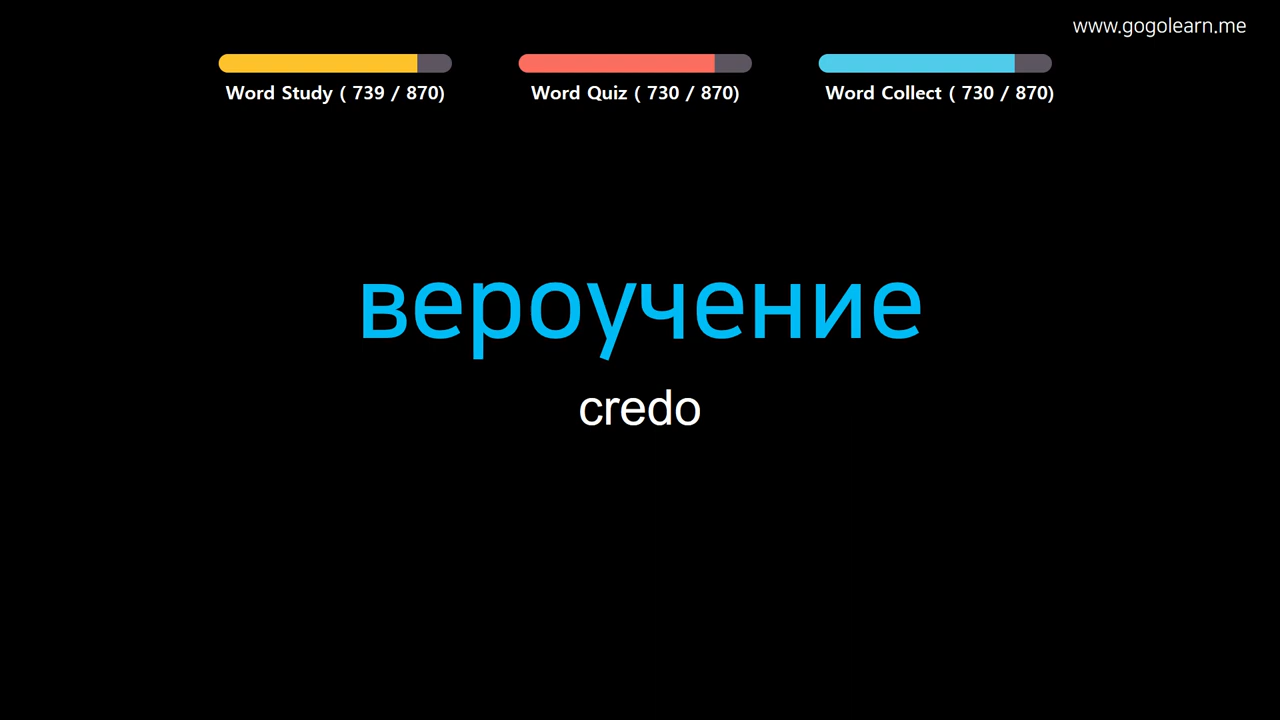 www.gogolearn.me
Word Study ( 739 / 870)
Word Quiz ( 730 / 870)
Word Collect ( 730 / 870)
вероучение
credo